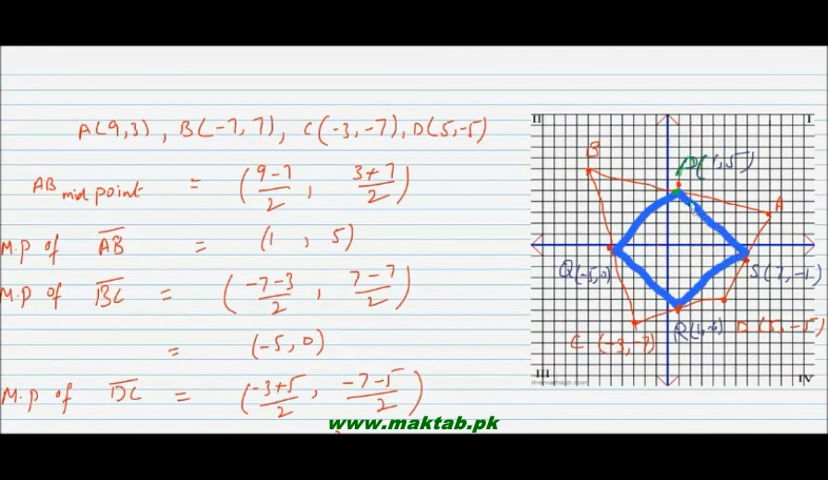 A(9,3), B(-7,7), C(-3,-7), D(5,-5)
AB mid point = (9-7/2, 3+7/2)
M.p of AB = (1, 5)
M.p of BC = (-7-3/2, 7-7/2)
= (-5, 0)
M.p of DC = (-3+5/2, -7-5/2)
www.maktab.pk
II
I
B
P(1,5)
A
Q(-5,0)
S(7,-1)
C (-3,-7)
D (5,-5)
III
IV